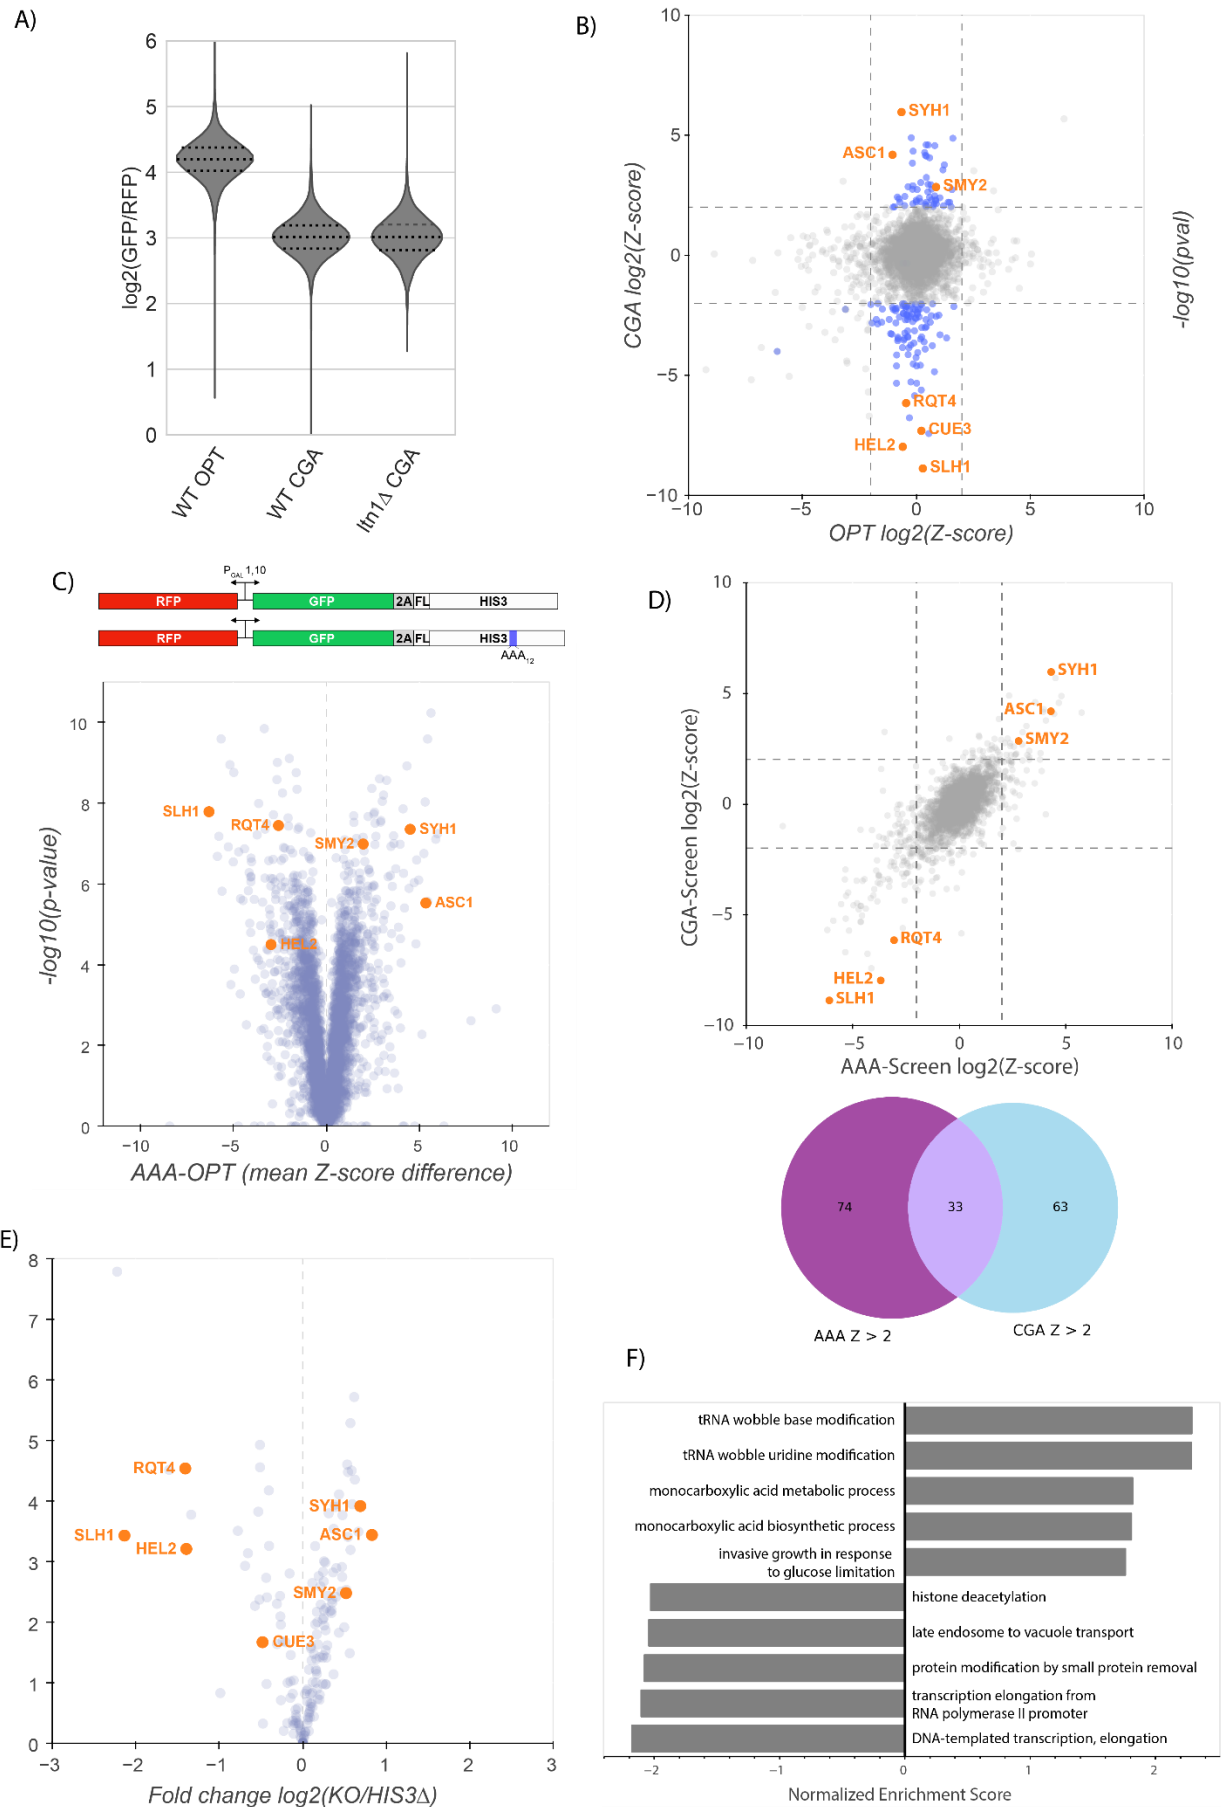 A)
6
5
4
3
2
1
0
log2(GFP/RFP)
WT OPT
WT CGA
ltn1Δ CGA
B)
10
5
0
−5
−10
CGA log2(Z-score)
SYH1
ASC1
SMY2
RQT4
CUE3
HEL2
SLH1
−10
−5
0
5
10
OPT log2(Z-score)
-log10(pval)
C)
PGAL 1,10
RFP
GFP
2A
FL
HIS3
RFP
GFP
2A
FL
HIS3
AAA12
10
8
6
4
2
0
-log10(p-value)
SLH1
RQT4
SMY2
SYH1
ASC1
HEL2
−10
−5
0
5
10
AAA-OPT (mean Z-score difference)
D)
10
5
0
−5
−10
CGA-Screen log2(Z-score)
SYH1
ASC1
SMY2
RQT4
HEL2
SLH1
−10
−5
0
5
10
AAA-Screen log2(Z-score)
74
33
63
AAA Z > 2
CGA Z > 2
E)
8
7
6
5
4
3
2
1
0
RQT4
SLH1
HEL2
SYH1
ASC1
SMY2
CUE3
−3
−2
−1
0
1
2
3
Fold change log2(KO/HIS3Δ)
F)
tRNA wobble base modification
tRNA wobble uridine modification
monocarboxylic acid metabolic process
monocarboxylic acid biosynthetic process
invasive growth in response
to glucose limitation
histone deacetylation
late endosome to vacuole transport
protein modification by small protein removal
transcription elongation from
RNA polymerase II promoter
DNA-templated transcription, elongation
−2
−1
0
1
2
Normalized Enrichment Score